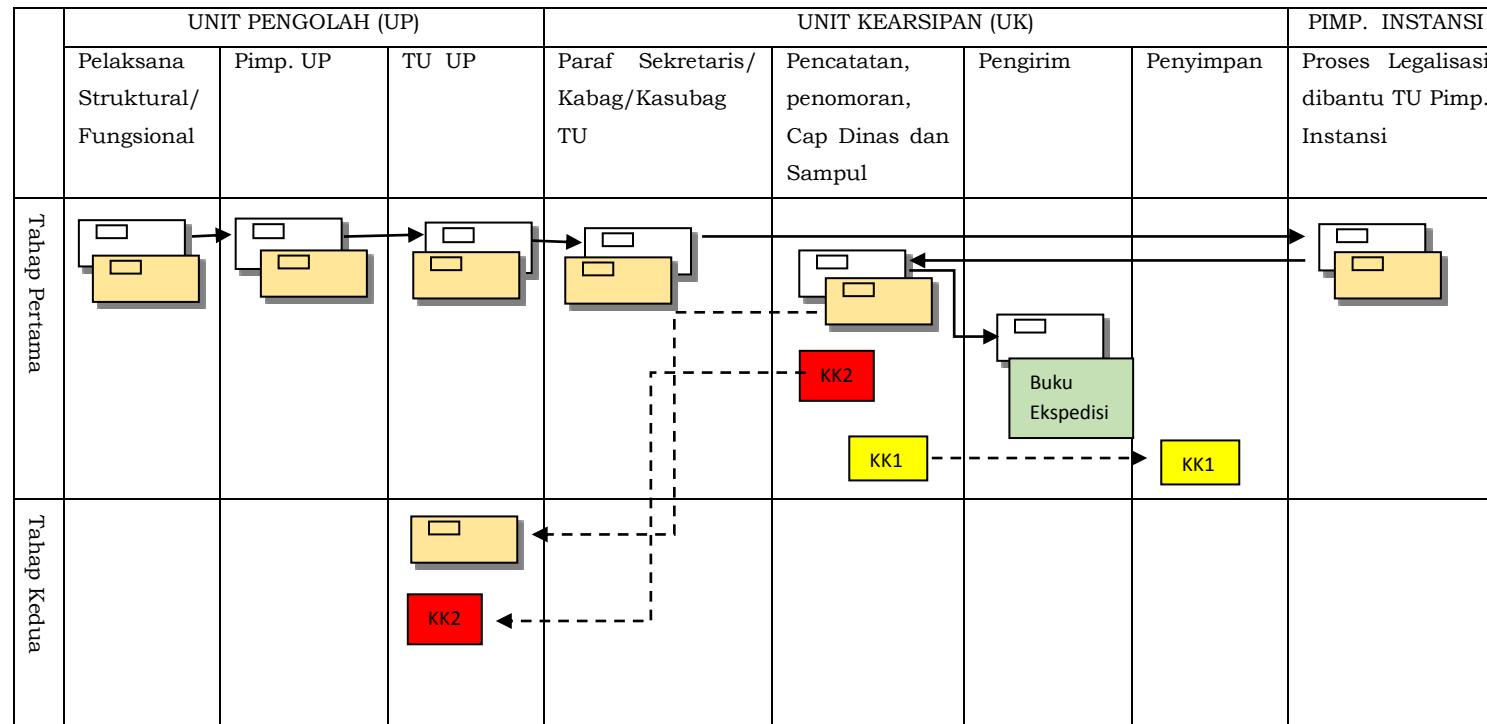 UNIT PENGOLAH (UP)
UNIT KEARSIPAN (UK)
PIMP. INSTANSI
Pelaksana
Struktural/
Fungsional
Pimp. UP
TU UP
Paraf Sekretaris/
Kabag/Kasubag
TU
Pencatatan,
penomoran,
Cap Dinas dan
Sampul
Pengirim
Penyimpan
Proses Legalisasi
dibantu TU Pimp.
Instansi
Tahap Pertama
KK2
Buku
Ekspedisi
KK1
KK1
Tahap Kedua
KK2